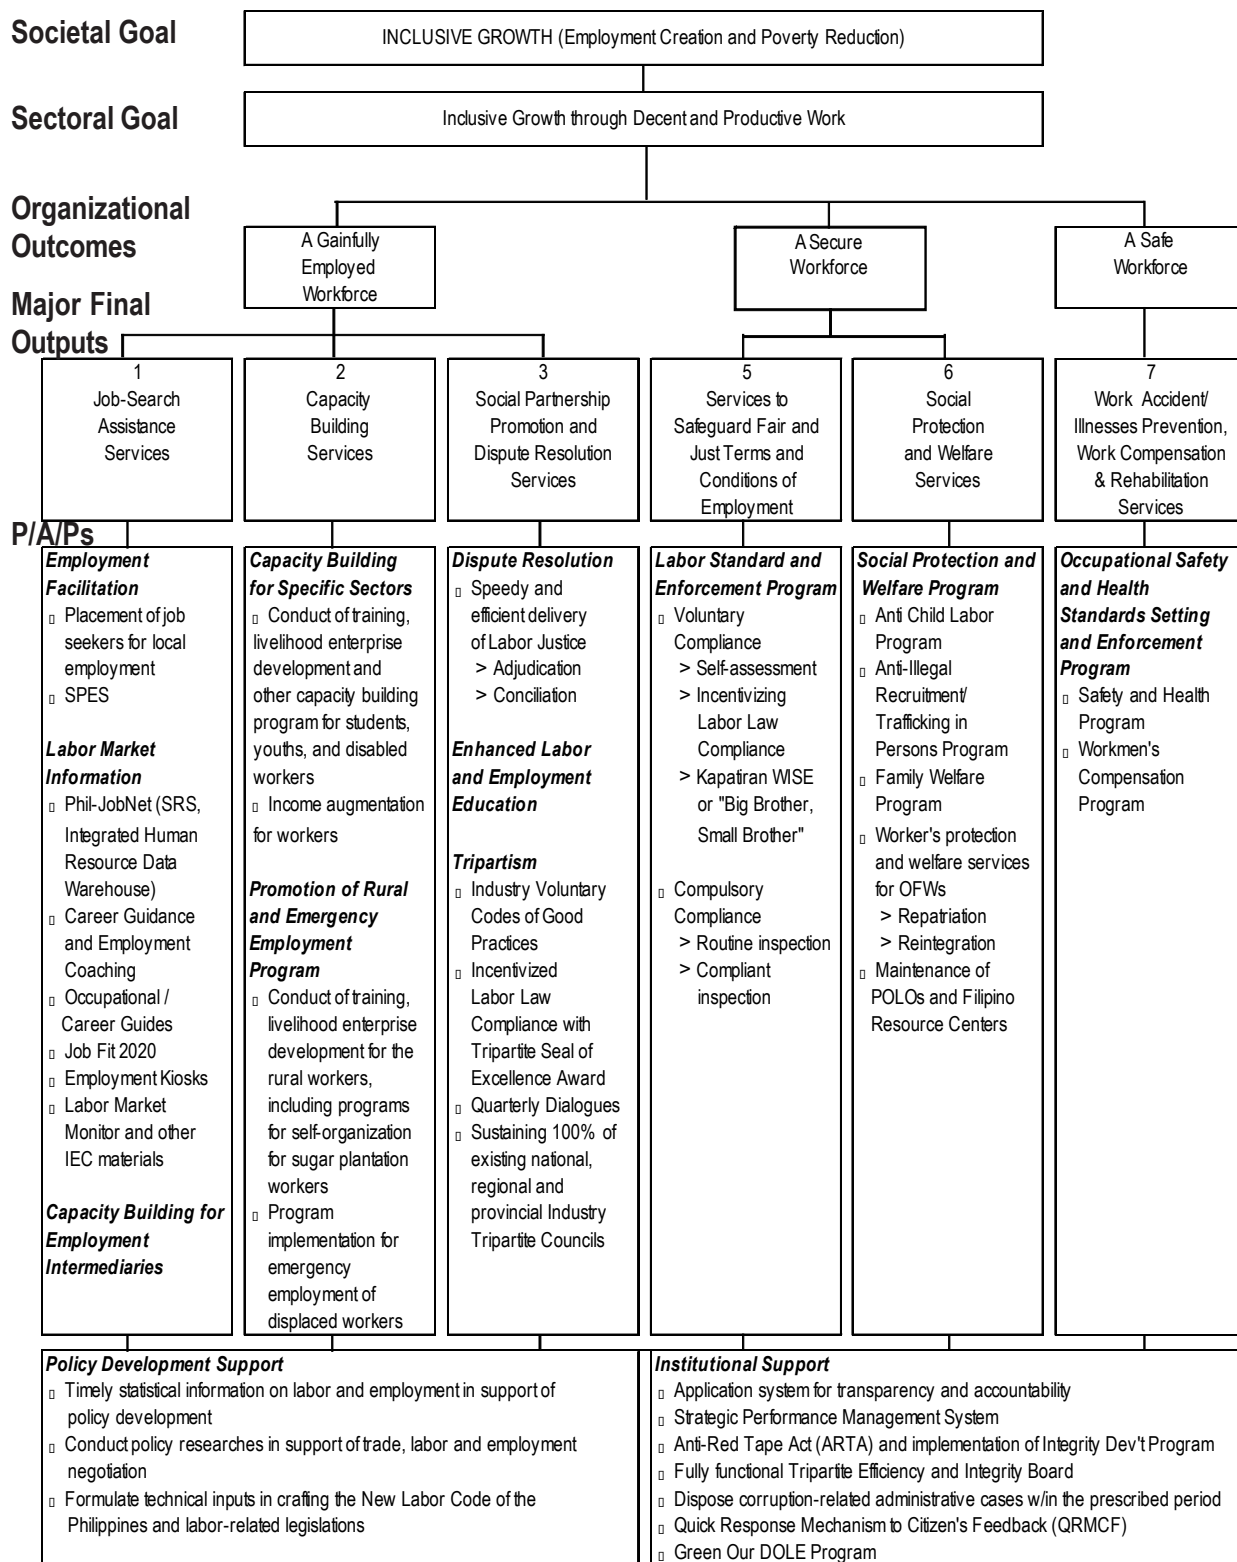 Societal Goal
INCLUSIVE GROWTH (Employment Creation and Poverty Reduction)
Sectoral Goal
Inclusive Growth through Decent and Productive Work
Organizational
Outcomes
A Gainfully
Employed
Workforce
A Secure
Workforce
A Safe
Workforce
Major Final
Outputs
1
Job-Search
Assistance
Services
2
Capacity
Building
Services
3
Social Partnership
Promotion and
Dispute Resolution
Services
5
Services to
Safeguard Fair and
Just Terms and
Conditions of
Employment
6
Social
Protection
and Welfare
Services
7
Work Accident/
Illnesses Prevention,
Work Compensation
& Rehabilitation
Services
P/A/Ps
Employment
Facilitation
Placement of job
seekers for local
employment
SPES
Labor Market
Information
Phil-JobNet (SRS,
Integrated Human
Resource Data
Warehouse)
Career Guidance
and Employment
Coaching
Occupational /
Career Guides
Job Fit 2020
Employment Kiosks
Labor Market
Monitor and other
IEC materials
Capacity Building for
Employment
Intermediaries
Capacity Building
for Specific Sectors
Conduct of training,
livelihood enterprise
development and
other capacity building
program for students,
youths, and disabled
workers
Income augmentation
for workers
Promotion of Rural
and Emergency
Employment
Program
Conduct of training,
livelihood enterprise
development for the
rural workers,
including programs
for self-organization
for sugar plantation
workers
Program
implementation for
emergency
employment of
displaced workers
Dispute Resolution
Speedy and
efficient delivery
of Labor Justice
> Adjudication
> Conciliation
Enhanced Labor
and Employment
Education
Tripartism
Industry Voluntary
Codes of Good
Practices
Incentivized
Labor Law
Compliance with
Tripartite Seal of
Excellence Award
Quarterly Dialogues
Sustaining 100% of
existing national,
regional and
provincial Industry
Tripartite Councils
Labor Standard and
Enforcement Program
Voluntary
Compliance
> Self-assessment
> Incentivizing
Labor Law
Compliance
> Kapatiran WISE
or "Big Brother,
Small Brother"
Compulsory
Compliance
> Routine inspection
> Compliant
inspection
Social Protection and
Welfare Program
Anti Child Labor
Program
Anti-Illegal
Recruitment/
Trafficking in
Persons Program
Family Welfare
Program
Worker's protection
and welfare services
for OFWs
> Repatriation
> Reintegration
Maintenance of
POLOs and Filipino
Resource Centers
Occupational Safety
and Health
Standards Setting
and Enforcement
Program
Safety and Health
Program
Workmen's
Compensation
Program
Policy Development Support
Timely statistical information on labor and employment in support of
policy development
Conduct policy researches in support of trade, labor and employment
negotiation
Formulate technical inputs in crafting the New Labor Code of the
Philippines and labor-related legislations
Institutional Support
Application system for transparency and accountability
Strategic Performance Management System
Anti-Red Tape Act (ARTA) and implementation of Integrity Dev't Program
Fully functional Tripartite Efficiency and Integrity Board
Dispose corruption-related administrative cases w/in the prescribed period
Quick Response Mechanism to Citizen's Feedback (QRMCF)
Green Our DOLE Program